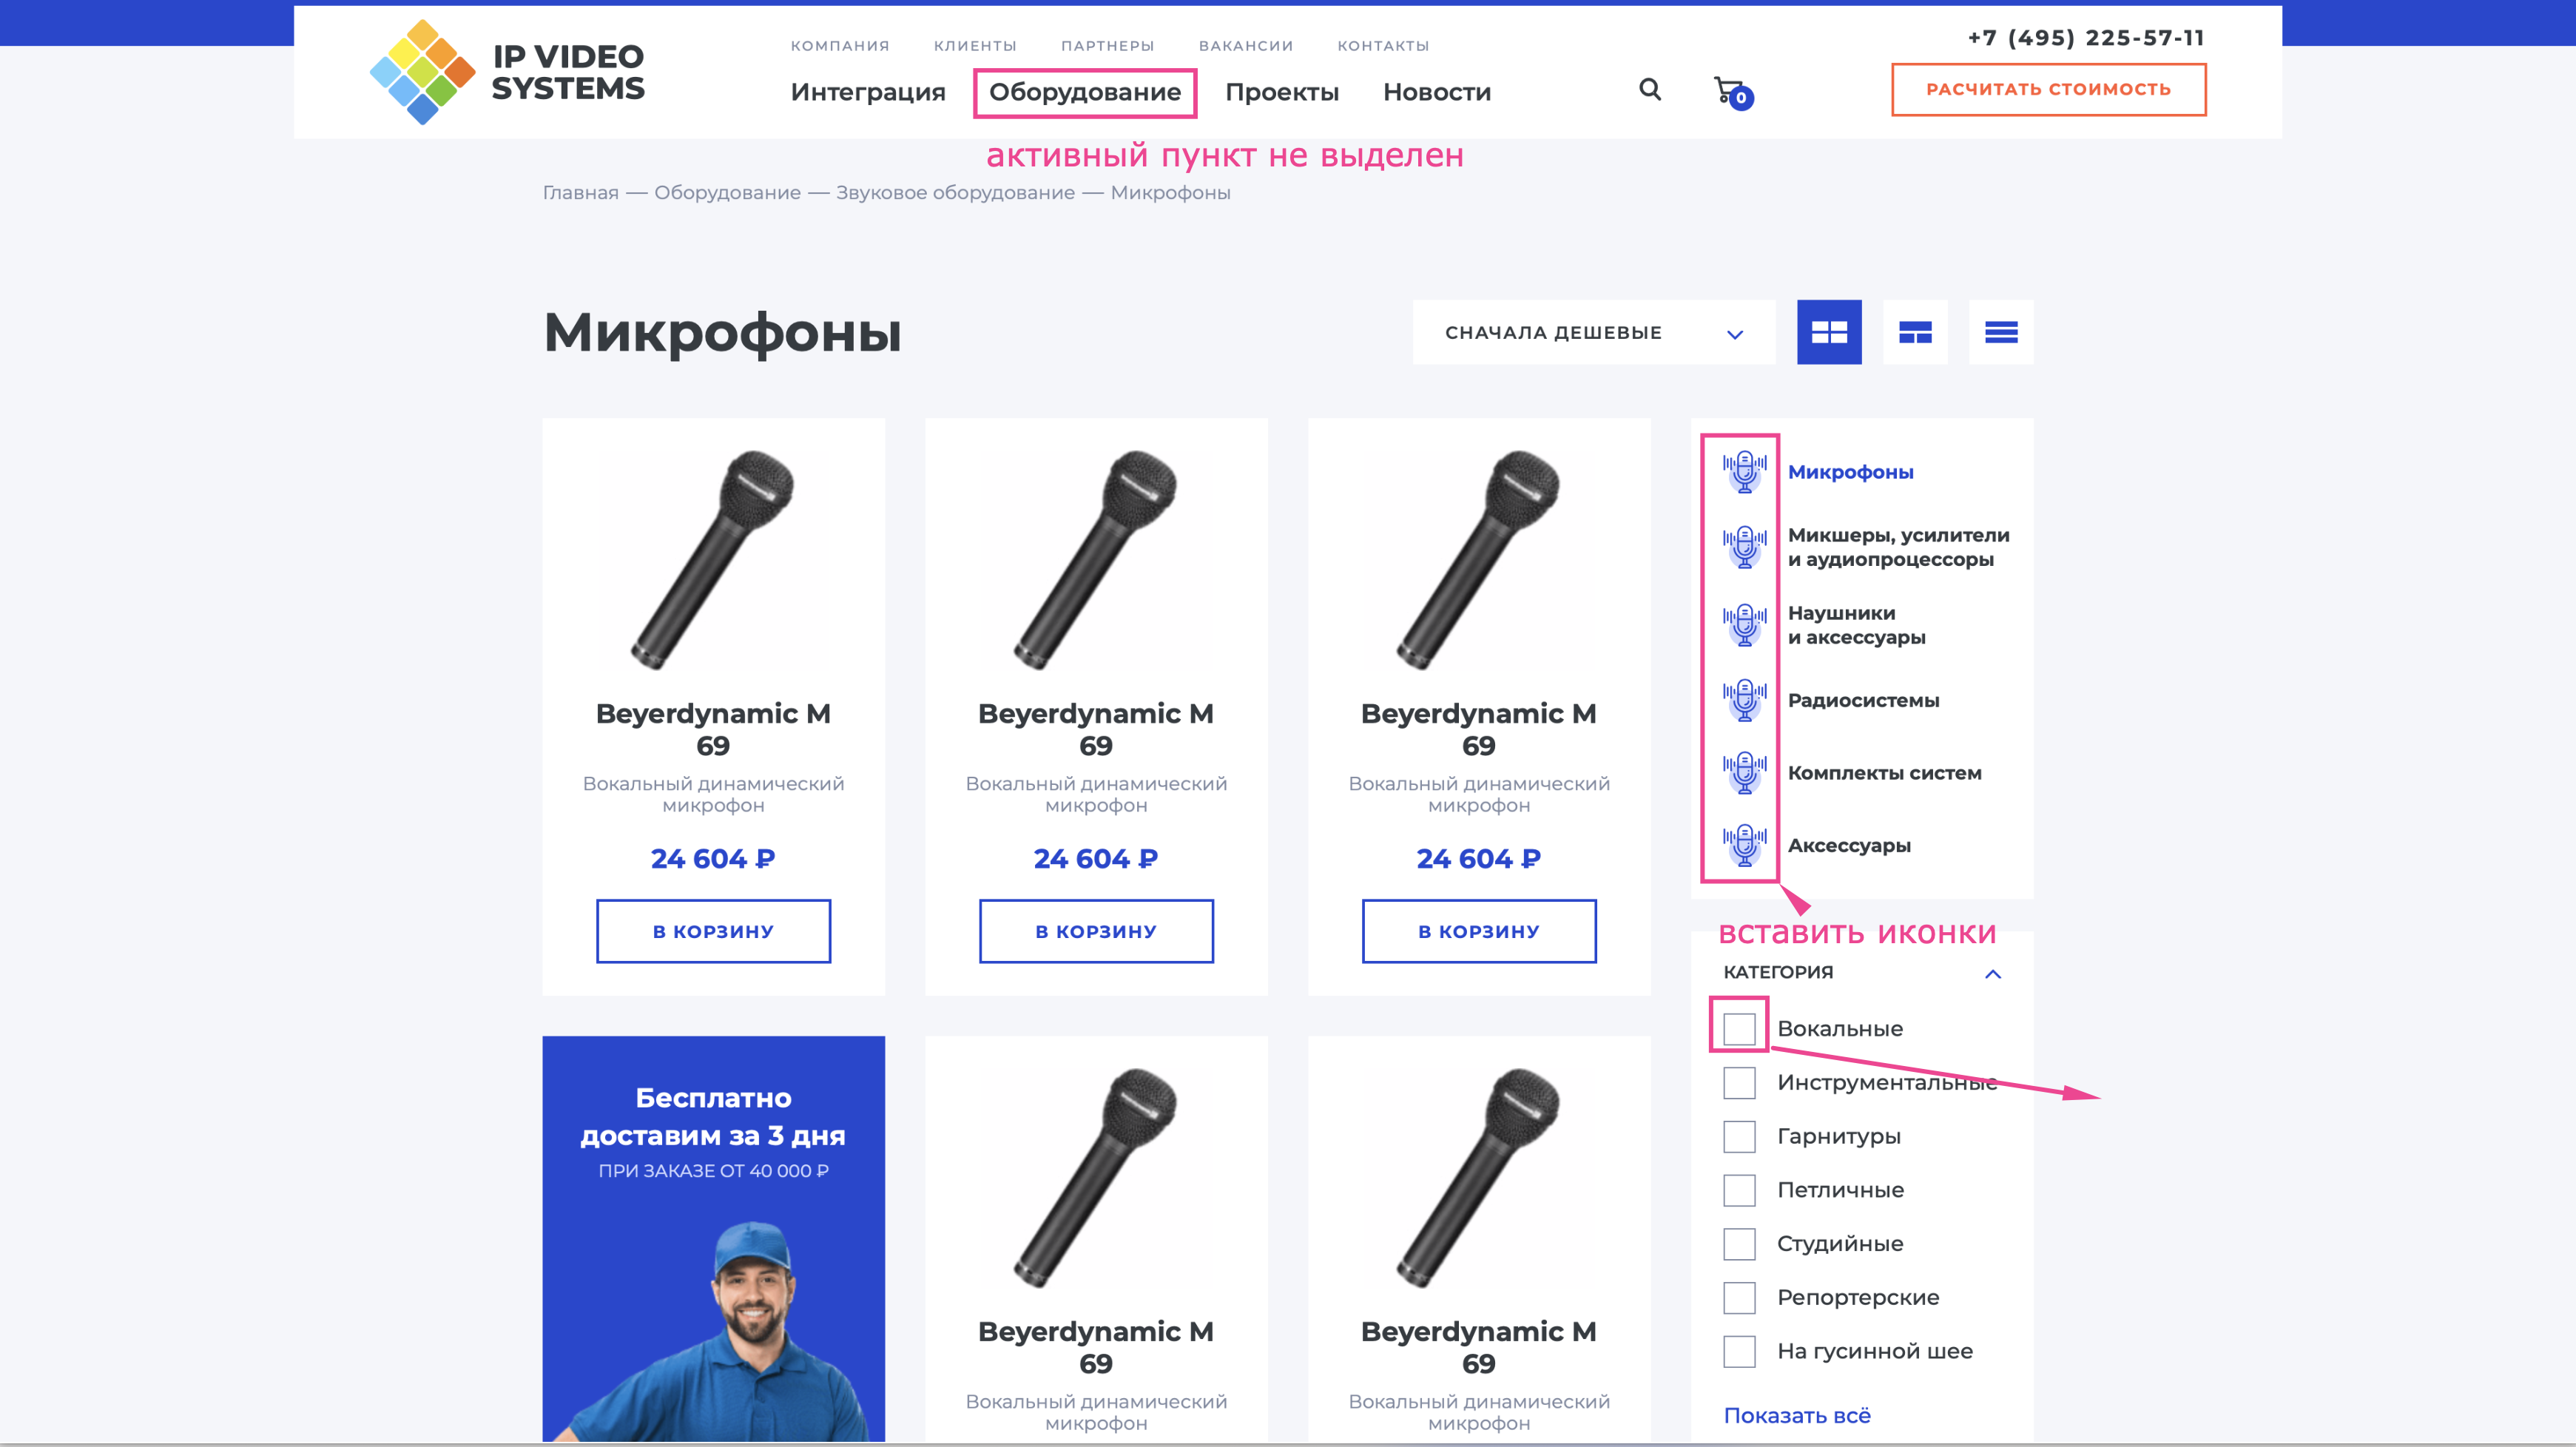 IP VIDEO
SYSTEMS
КОМПАНИЯ КЛИЕНТЫ ПАРТНЕРЫ ВАКАНСИИ КОНТАКТЫ
Интеграция Оборудование Проекты Новости
0
+7 (495) 225-57-11
РАСЧИТАТЬ СТОИМОСТЬ
активный пункт не выделен
Главная — Оборудование — Звуковое оборудование — Микрофоны
Микрофоны
СНАЧАЛА ДЕШЕВЫЕ
Beyerdynamic M
69
Вокальный динамический
микрофон
24 604 ₽
В КОРЗИНУ
Beyerdynamic M
69
Вокальный динамический
микрофон
24 604 ₽
В КОРЗИНУ
Beyerdynamic M
69
Вокальный динамический
микрофон
24 604 ₽
В КОРЗИНУ
Микрофоны
Микшеры, усилители
и аудиопроцессоры
Наушники
и аксессуары
Радиосистемы
Комплекты систем
Аксессуары
вставить иконки
КАТЕГОРИЯ
Вокальные
Инструментальные
Гарнитуры
Петличные
Студийные
Репортерские
На гусинной шее
Показать всё
Бесплатно
доставим за 3 дня
ПРИ ЗАКАЗЕ ОТ 40 000 ₽
Beyerdynamic M
69
Вокальный динамический
микрофон
Beyerdynamic M
69
Вокальный динамический
микрофон